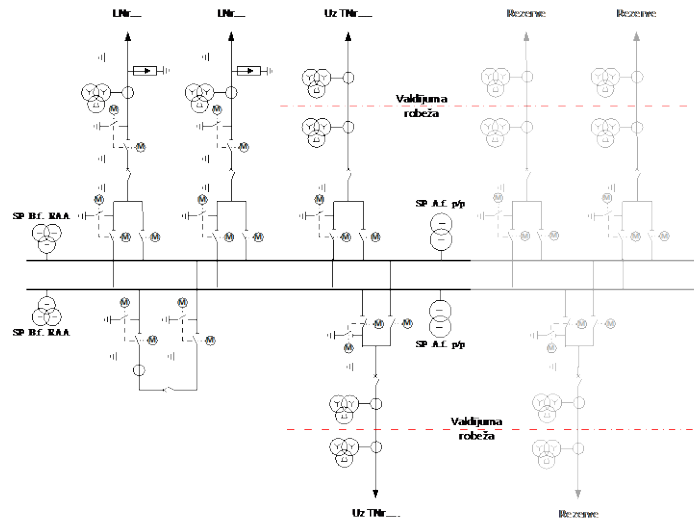 LNr.__
LNr.__
Uz TNr.__
Rezerve
Rezerve
Valdījuma
robeža
SP B.f. RAA
SP A.f. p/p
SP B.f. RAA
SP A.f. p/p
Valdījuma
robeža
Uz TNr.__
Rezerve